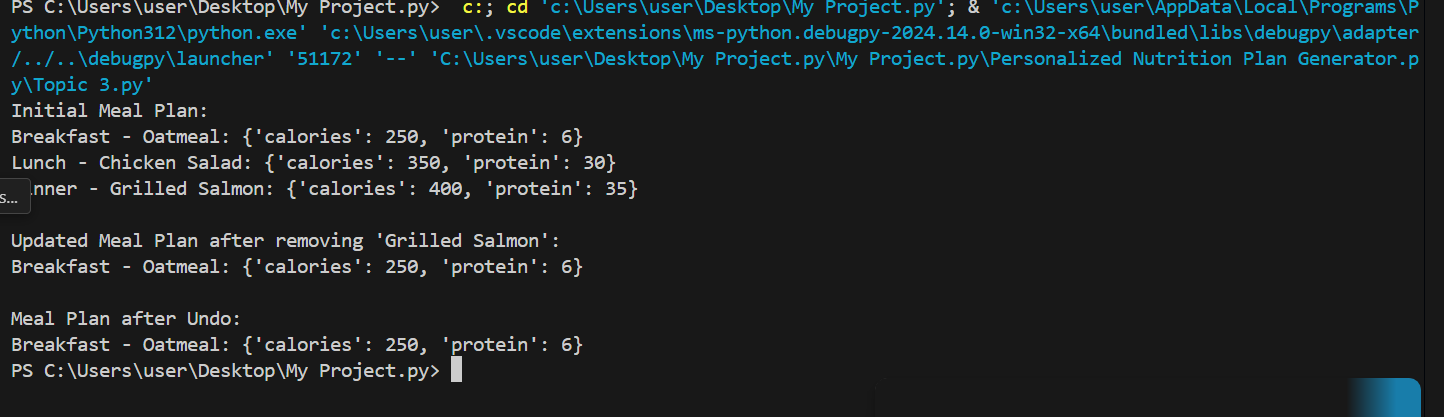 PS C:\Users\user\Desktop\My Project.py>  c:; cd 'c:\Users\user\Desktop\My Project.py'; & 'c:\Users\user\AppData\Local\Programs\P
ython\Python312\python.exe' 'c:\Users\user\.vscode\extensions\ms-python.debugpy-2024.14.0-win32-x64\bundled\libs\debugpy\adapter
/../..\debugpy\launcher' '51172' '--' 'C:\Users\user\Desktop\My Project.py\My Project.py\Personalized Nutrition Plan Generator.p
y\Topic 3.py'
Initial Meal Plan:
Breakfast - Oatmeal: {'calories': 250, 'protein': 6}
Lunch - Chicken Salad: {'calories': 350, 'protein': 30}
s... inner - Grilled Salmon: {'calories': 400, 'protein': 35}

Updated Meal Plan after removing 'Grilled Salmon':
Breakfast - Oatmeal: {'calories': 250, 'protein': 6}

Meal Plan after Undo:
Breakfast - Oatmeal: {'calories': 250, 'protein': 6}
PS C:\Users\user\Desktop\My Project.py>